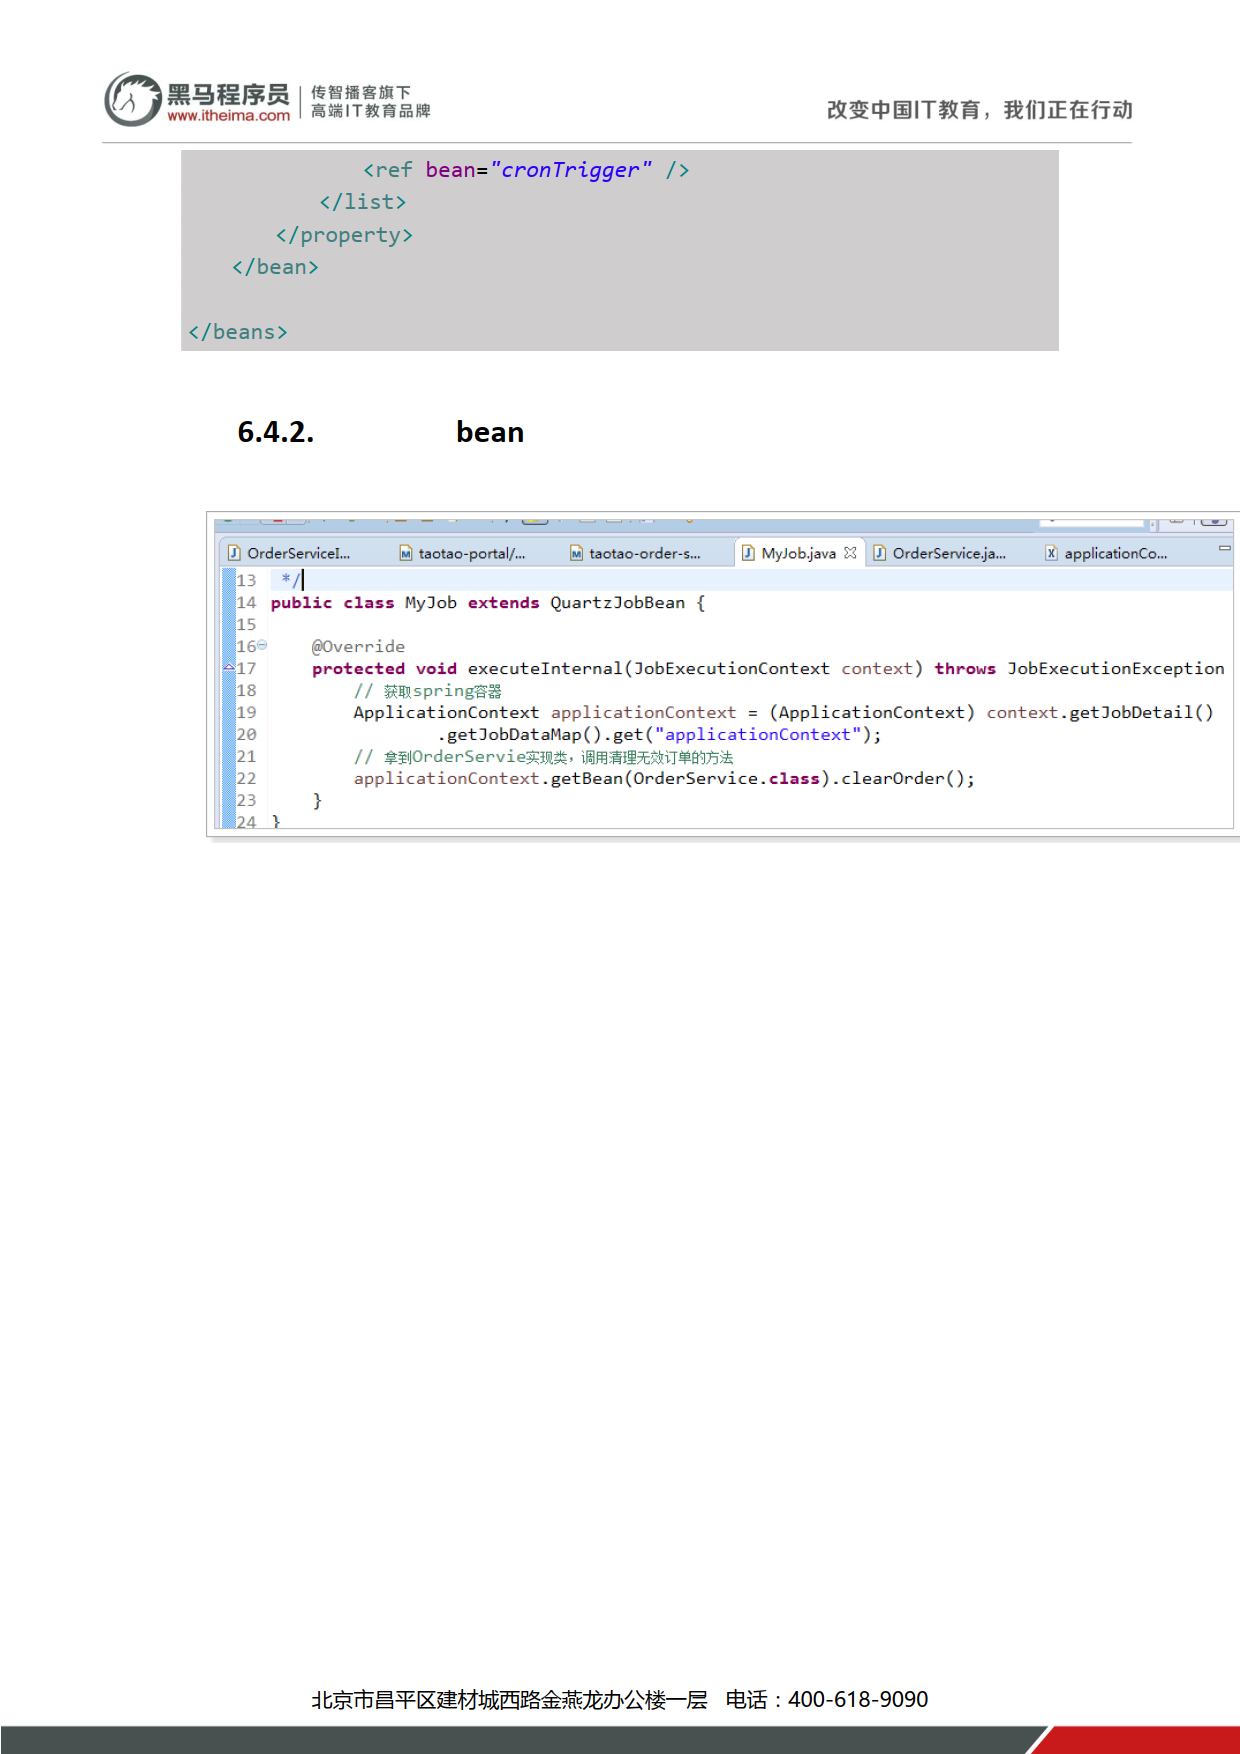 黑马程序员
www.itheima.com
传智播客旗下
高端IT教育品牌
改变中国IT教育，我们正在行动
<ref bean="cronTrigger" />
</list>
</property>
</bean>
</beans>
6.4.2. bean
OrderServiceI... taotao-portal/... taotao-order-s... MyJob.java OrderService.ja... applicationCo...
13 */
14 public class MyJob extends QuartzJobBean {
15
16 @Override
17 protected void executeInternal(JobExecutionContext context) throws JobExecutionException
18 // 获取spring容器
19 ApplicationContext applicationContext = (ApplicationContext) context.getJobDetail()
20 .getJobDataMap().get("applicationContext");
21 // 拿到OrderServie实现类，调用清理无效订单的方法
22 applicationContext.getBean(OrderService.class).clearOrder();
23 }
24 }
北京市昌平区建材城西路金燕龙办公楼一层 电话：400-618-9090